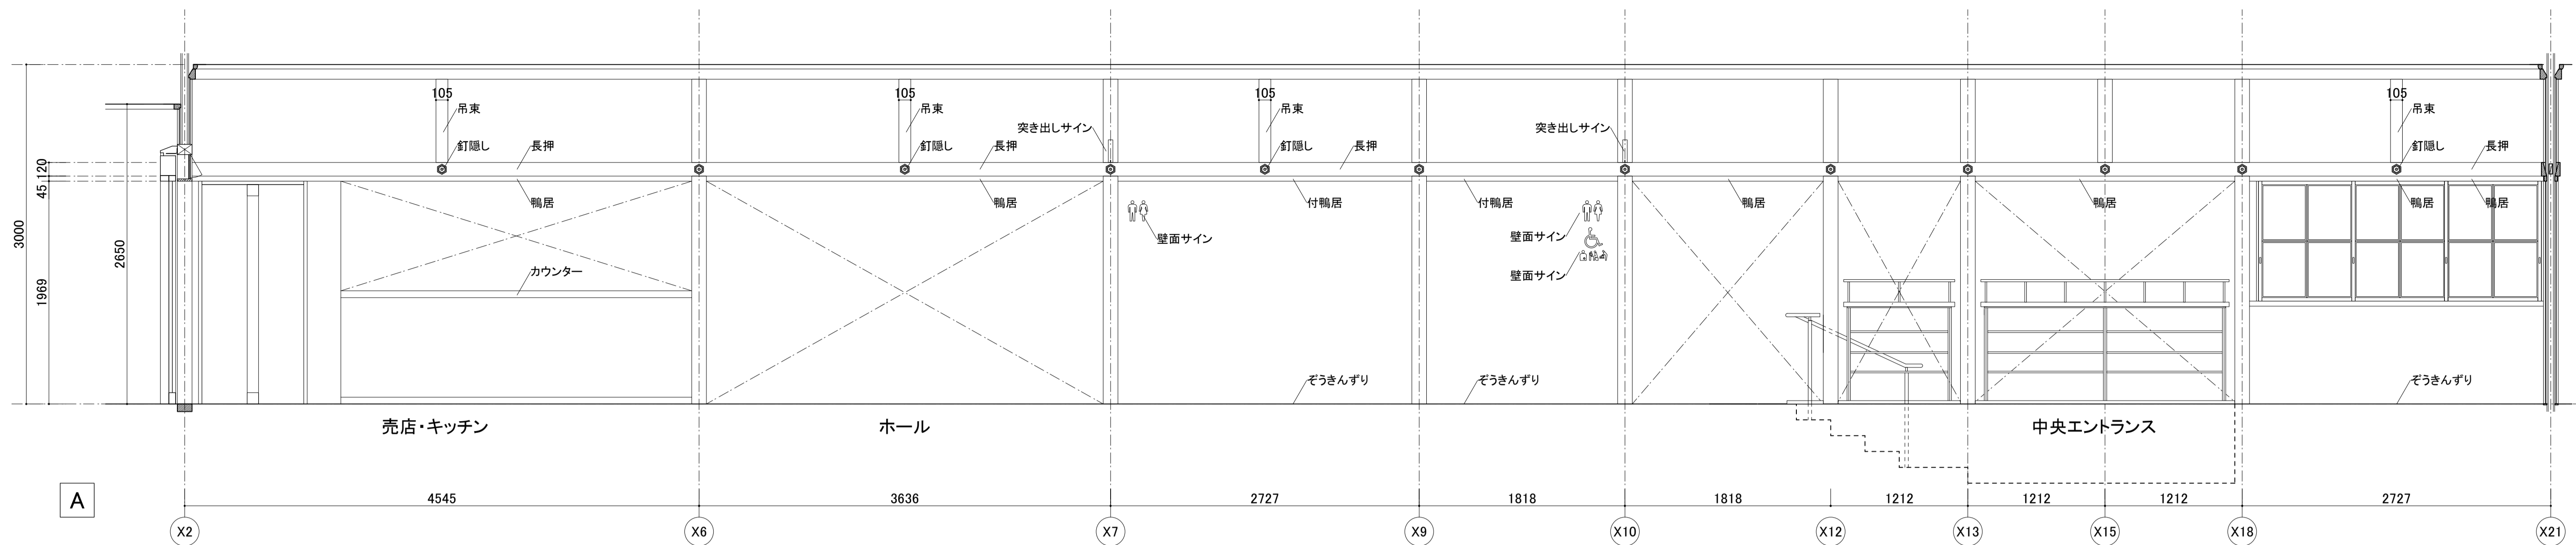 105
105
105
105
吊束
吊束
吊束
吊束
突き出しサイン
突き出しサイン
釘隠し
長押
釘隠し
長押
釘隠し
長押
釘隠し
長押
3000
2650
120
45
1969
鴨居
鴨居
付鴨居
付鴨居
鴨居
鴨居
鴨居
鴨居
壁面サイン
壁面サイン
壁面サイン
カウンター
ぞうきんずり
ぞうきんずり
ぞうきんずり
売店・キッチン
ホール
中央エントランス
A
4545
3636
2727
1818
1818
1212
1212
1212
2727
X2
X6
X7
X9
X10
X12
X13
X15
X18
X21